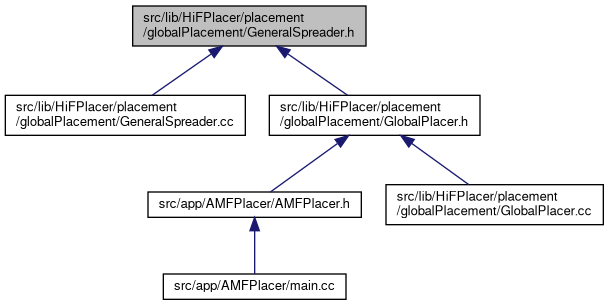 src/lib/HiFPlacer/placement
/globalPlacement/GeneralSpreader.h
src/lib/HiFPlacer/placement
/globalPlacement/GeneralSpreader.cc
src/lib/HiFPlacer/placement
/globalPlacement/GlobalPlacer.h
src/app/AMFPlacer/AMFPlacer.h
src/lib/HiFPlacer/placement
/globalPlacement/GlobalPlacer.cc
src/app/AMFPlacer/main.cc